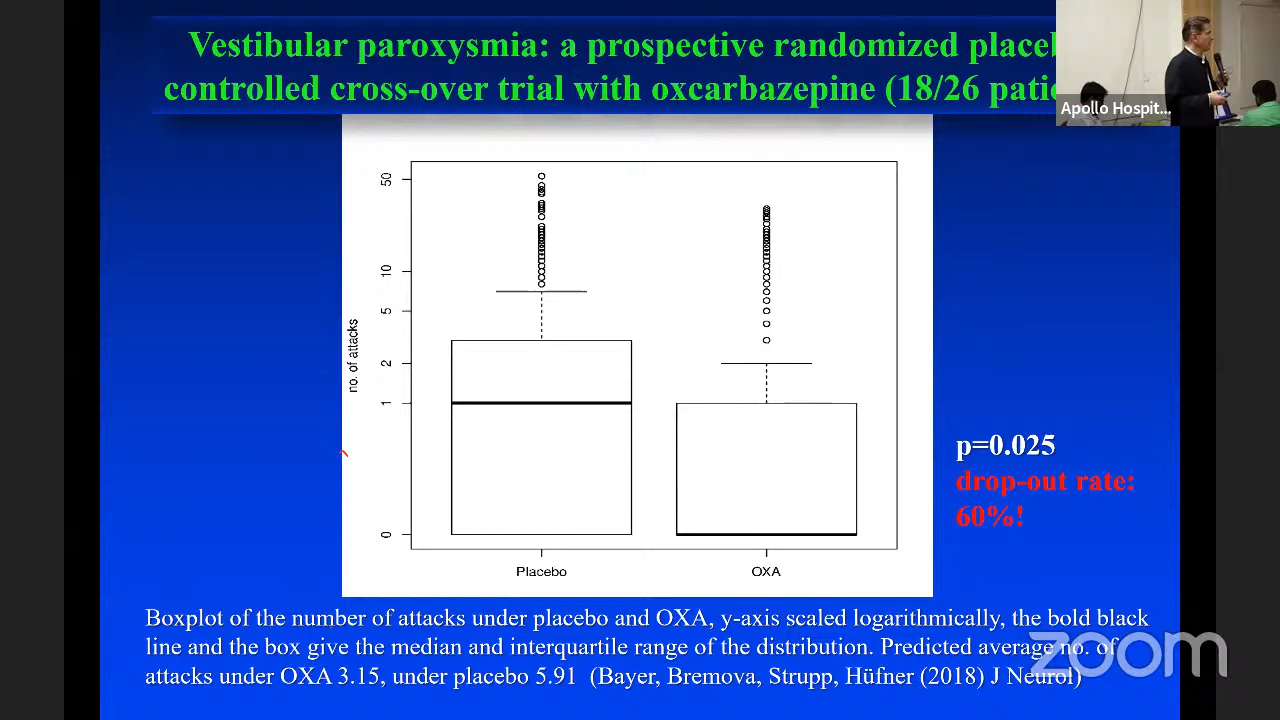 Vestibular paroxysmia: a prospective randomized
controlled cross-over trial with oxcarbazepine (18/26
Apollo Hospit...
50
10
5
2
1
0
no. of attacks
Placebo
OXA
p=0.025
drop-out rate:
60%!
Boxplot of the number of attacks under placebo and OXA, y-axis scaled logarithmically, the bold black
line and the box give the median and interquartile range of the distribution. Predicted average no. of
attacks under OXA 3.15, under placebo 5.91 (Bayer, Bremova, Strupp, Hüfner (2018) J Neurol)
zoom